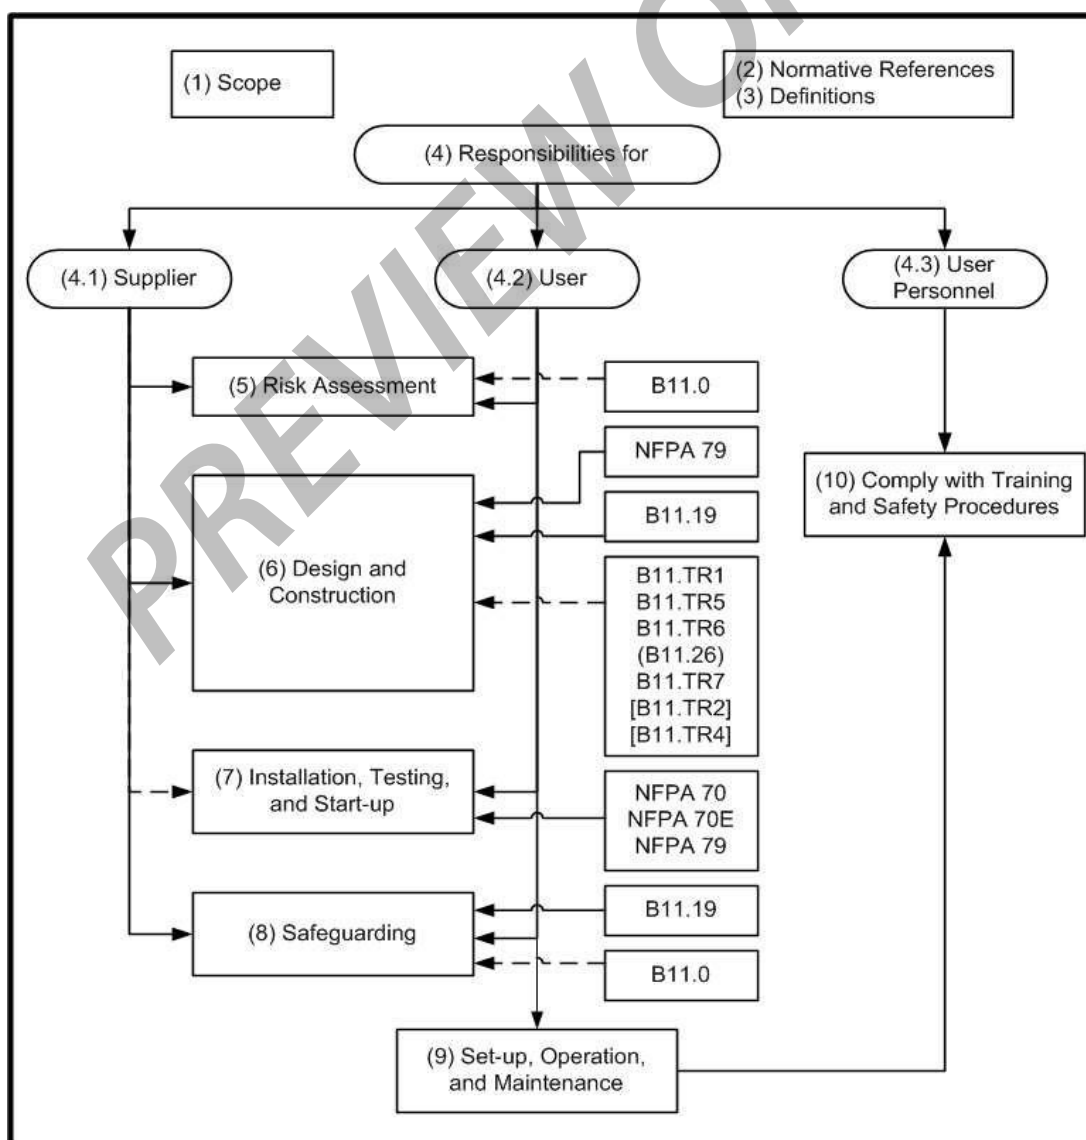 (1) Scope
(2) Normative References
(3) Definitions
(4) Responsibilities for
(4.1) Supplier
(4.2) User
(4.3) User
Personnel
(5) Risk Assessment
B11.0
NFPA 79
B11.19
(6) Design and
Construction
B11.TR1
B11.TR5
B11.TR6
(B11.26)
B11.TR7
[B11.TR2]
[B11.TR4]
(10) Comply with Training
and Safety Procedures
(7) Installation, Testing,
and Start-up
NFPA 70
NFPA 70E
NFPA 79
(8) Safeguarding
B11.19
B11.0
(9) Set-up, Operation,
and Maintenance
PREVIEW